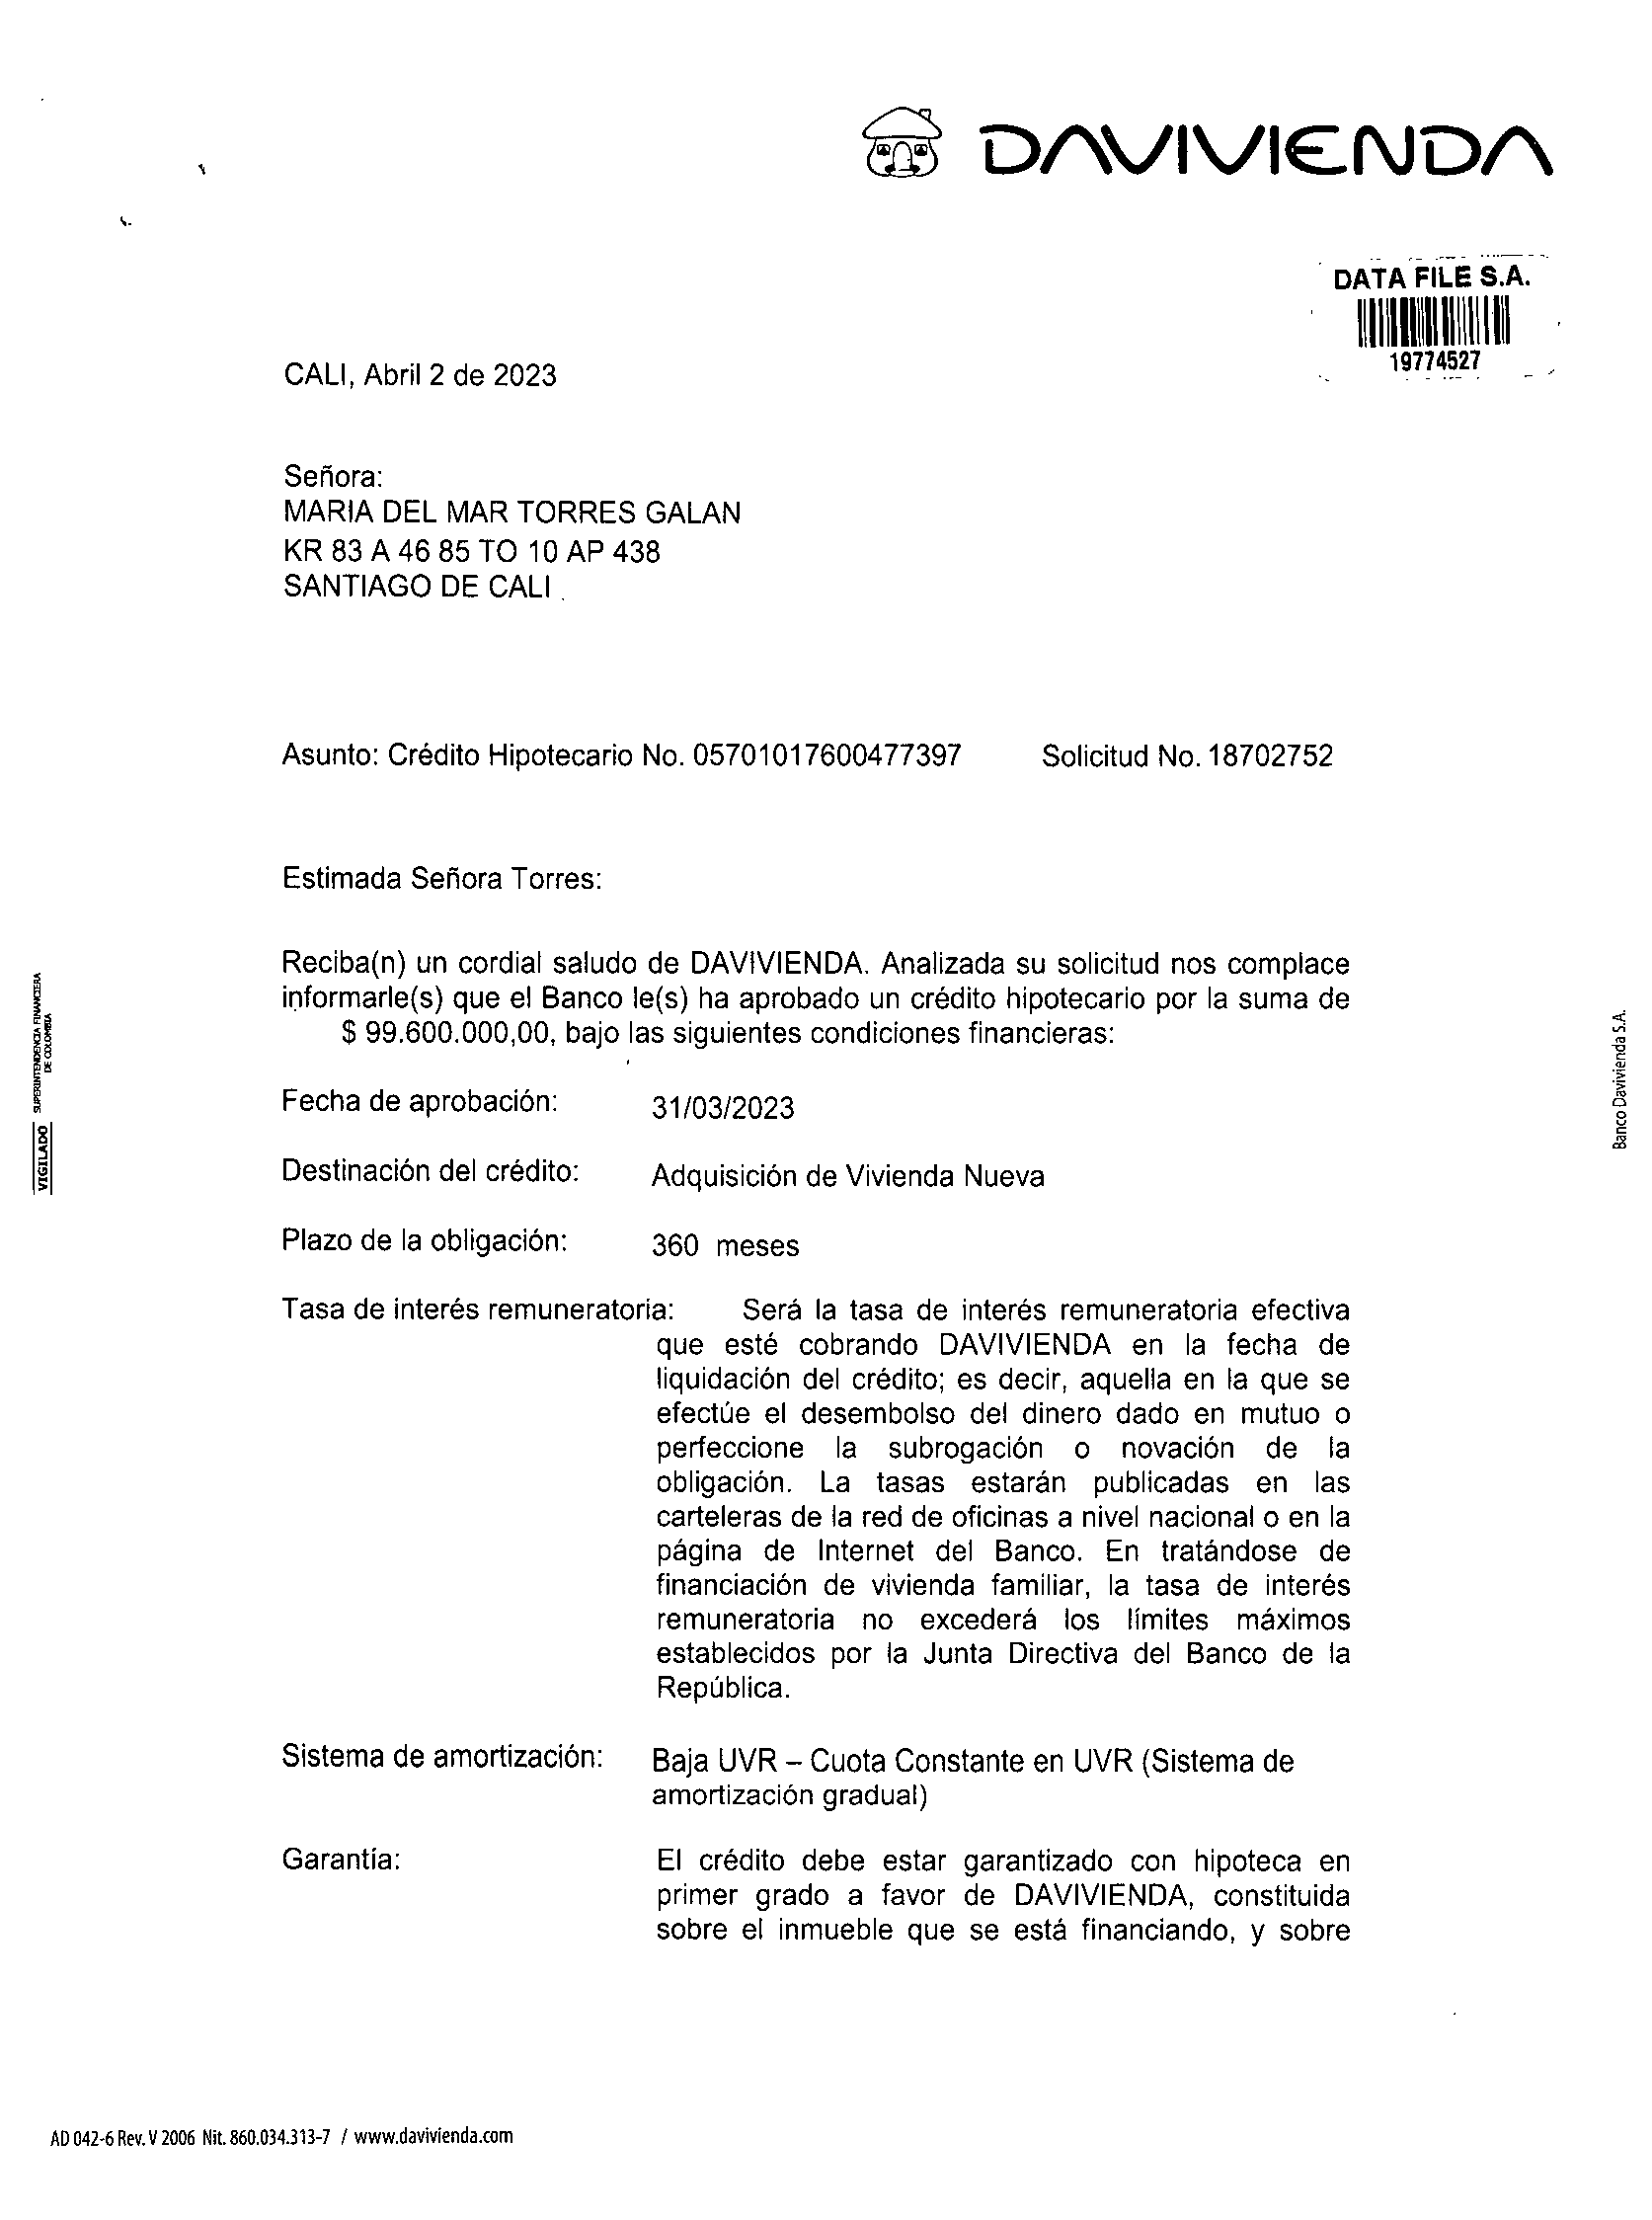 DAVIVIENDA
DATA FILE S.A.
19774527
CALI, Abril 2 de 2023
Señora:
MARIA DEL MAR TORRES GALAN
KR 83 A 46 85 TO 10 AP 438
SANTIAGO DE CALI
Asunto: Crédito Hipotecario No. 05701017600477397 Solicitud No. 18702752
Estimada Señora Torres:
Reciba(n) un cordial saludo de DAVIVIENDA. Analizada su solicitud nos complace
informarle(s) que el Banco le(s) ha aprobado un crédito hipotecario por la suma de
$ 99.600.000,00, bajo las siguientes condiciones financieras:
Fecha de aprobación: 31/03/2023
Destinación del crédito: Adquisición de Vivienda Nueva
Plazo de la obligación: 360 meses
Tasa de interés remuneratoria: Será la tasa de interés remuneratoria efectiva
que esté cobrando DAVIVIENDA en la fecha de
liquidación del crédito; es decir, aquella en la que se
efectúe el desembolso del dinero dado en mutuo o
perfeccione la subrogación o novación de la
obligación. La tasas estarán publicadas en las
carteleras de la red de oficinas a nivel nacional o en la
página de Internet del Banco. En tratándose de
financiación de vivienda familiar, la tasa de interés
remuneratoria no excederá los límites máximos
establecidos por la Junta Directiva del Banco de la
República.
Sistema de amortización: Baja UVR – Cuota Constante en UVR (Sistema de
amortización gradual)
Garantía: El crédito debe estar garantizado con hipoteca en
primer grado a favor de DAVIVIENDA, constituida
sobre el inmueble que se está financiando, y sobre
VIGILADO SUPERINTENDENCIA FINANCIERA
DE COLOMBIA
Banco Davivienda S.A.
AD 042-6 Rev. V 2006 Nit. 860.034.313-7 / www.davivienda.com